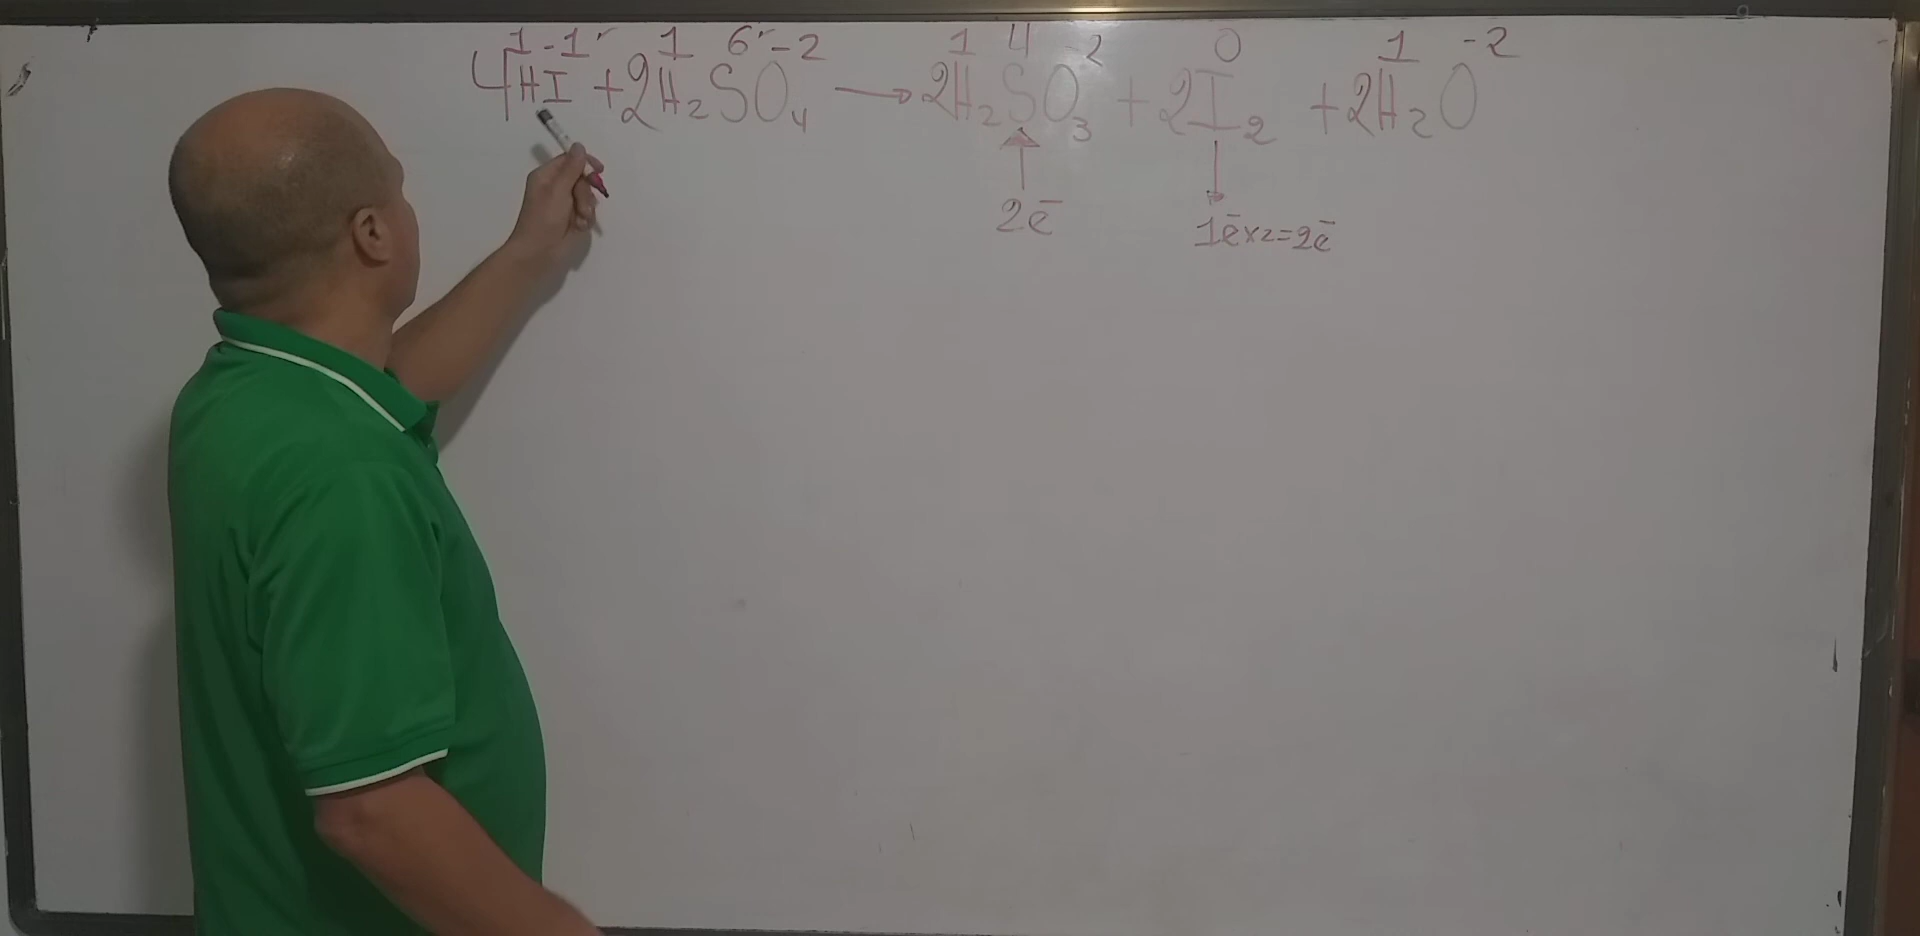 1 -1 1 6 -2 1 4 -2 0 1 -2
4HI + 2H₂SO₄ → 2H₂SO₃ + 2I₂ + 2H₂O
2e⁻ 1e⁻x2=2e⁻